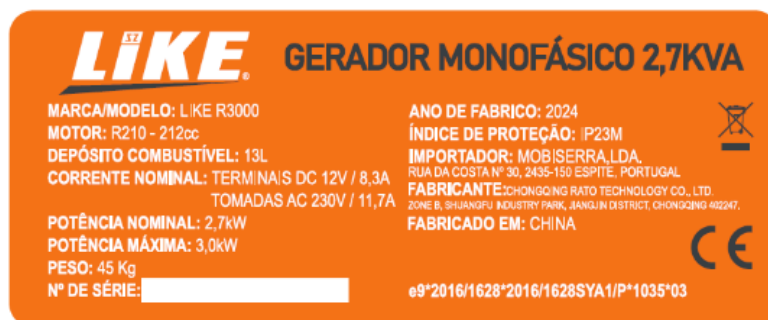 LIKE® GERADOR MONOFÁSICO 2,7KVA
MARCA/MODELO: LIKE R3000
MOTOR: R210 - 212cc
DEPÓSITO COMBUSTÍVEL: 13L
CORRENTE NOMINAL: TERMINAIS DC 12V / 8,3A
TOMADAS AC 230V / 11,7A
POTÊNCIA NOMINAL: 2,7kW
POTÊNCIA MÁXIMA: 3,0kW
PESO: 45 Kg
Nº DE SÉRIE:
ANO DE FABRICO: 2024
ÍNDICE DE PROTEÇÃO: IP23M
IMPORTADOR: MOBISERRA,LDA.
RUA DA COSTA Nº 30, 2435-150 ESPITE, PORTUGAL
FABRICANTE:CHONGQING RATO TECHNOLOGY CO., LTD.
ZONE B, SHUANGFU INDUSTRY PARK, JIANGJIN DISTRICT, CHONGQING 402247.
FABRICADO EM: CHINA
CE
e9*2016/1628*2016/1628SYA1/P*1035*03